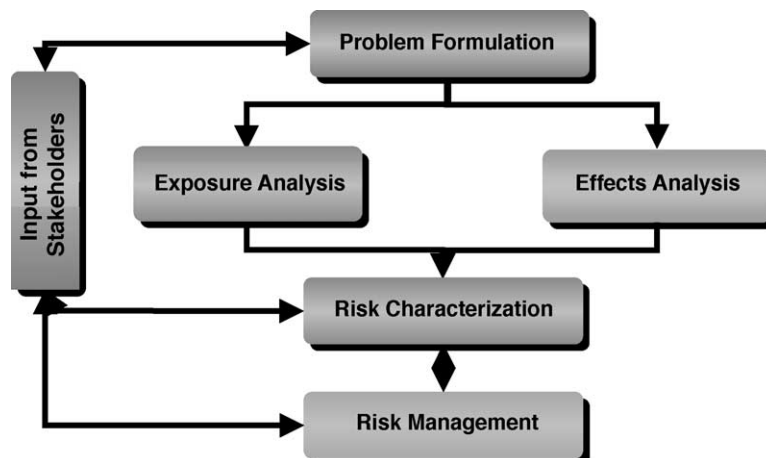 Problem Formulation
Input from
Stakeholders
Exposure Analysis
Effects Analysis
Risk Characterization
Risk Management